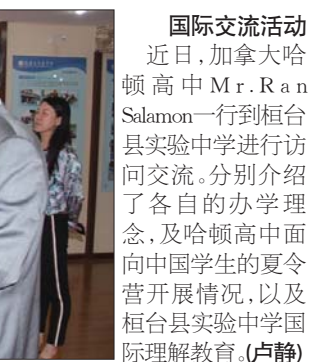 国际交流活动
近日，加拿大哈
顿高中Mr.Ran
Salamon一行到桓台
县实验中学进行访
问交流。分别介绍
了各自的办学理
念，及哈顿高中面
向中国学生的夏令
营开展情况，以及
桓台县实验中学国
际理解教育。(卢静)